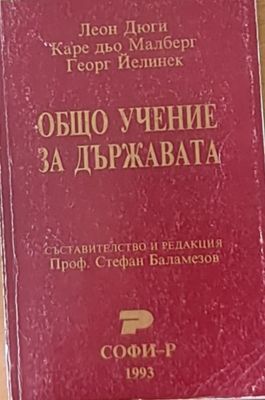 Леон Дюги
Каре дьо Малберг
Георг Йелинек
ОБЩО УЧЕНИЕ
ЗА ДЪРЖАВАТА
СЪСТАВИТЕЛСТВО И РЕДАКЦИЯ
Проф. Стефан Баламезов
СОФИ-Р
1993